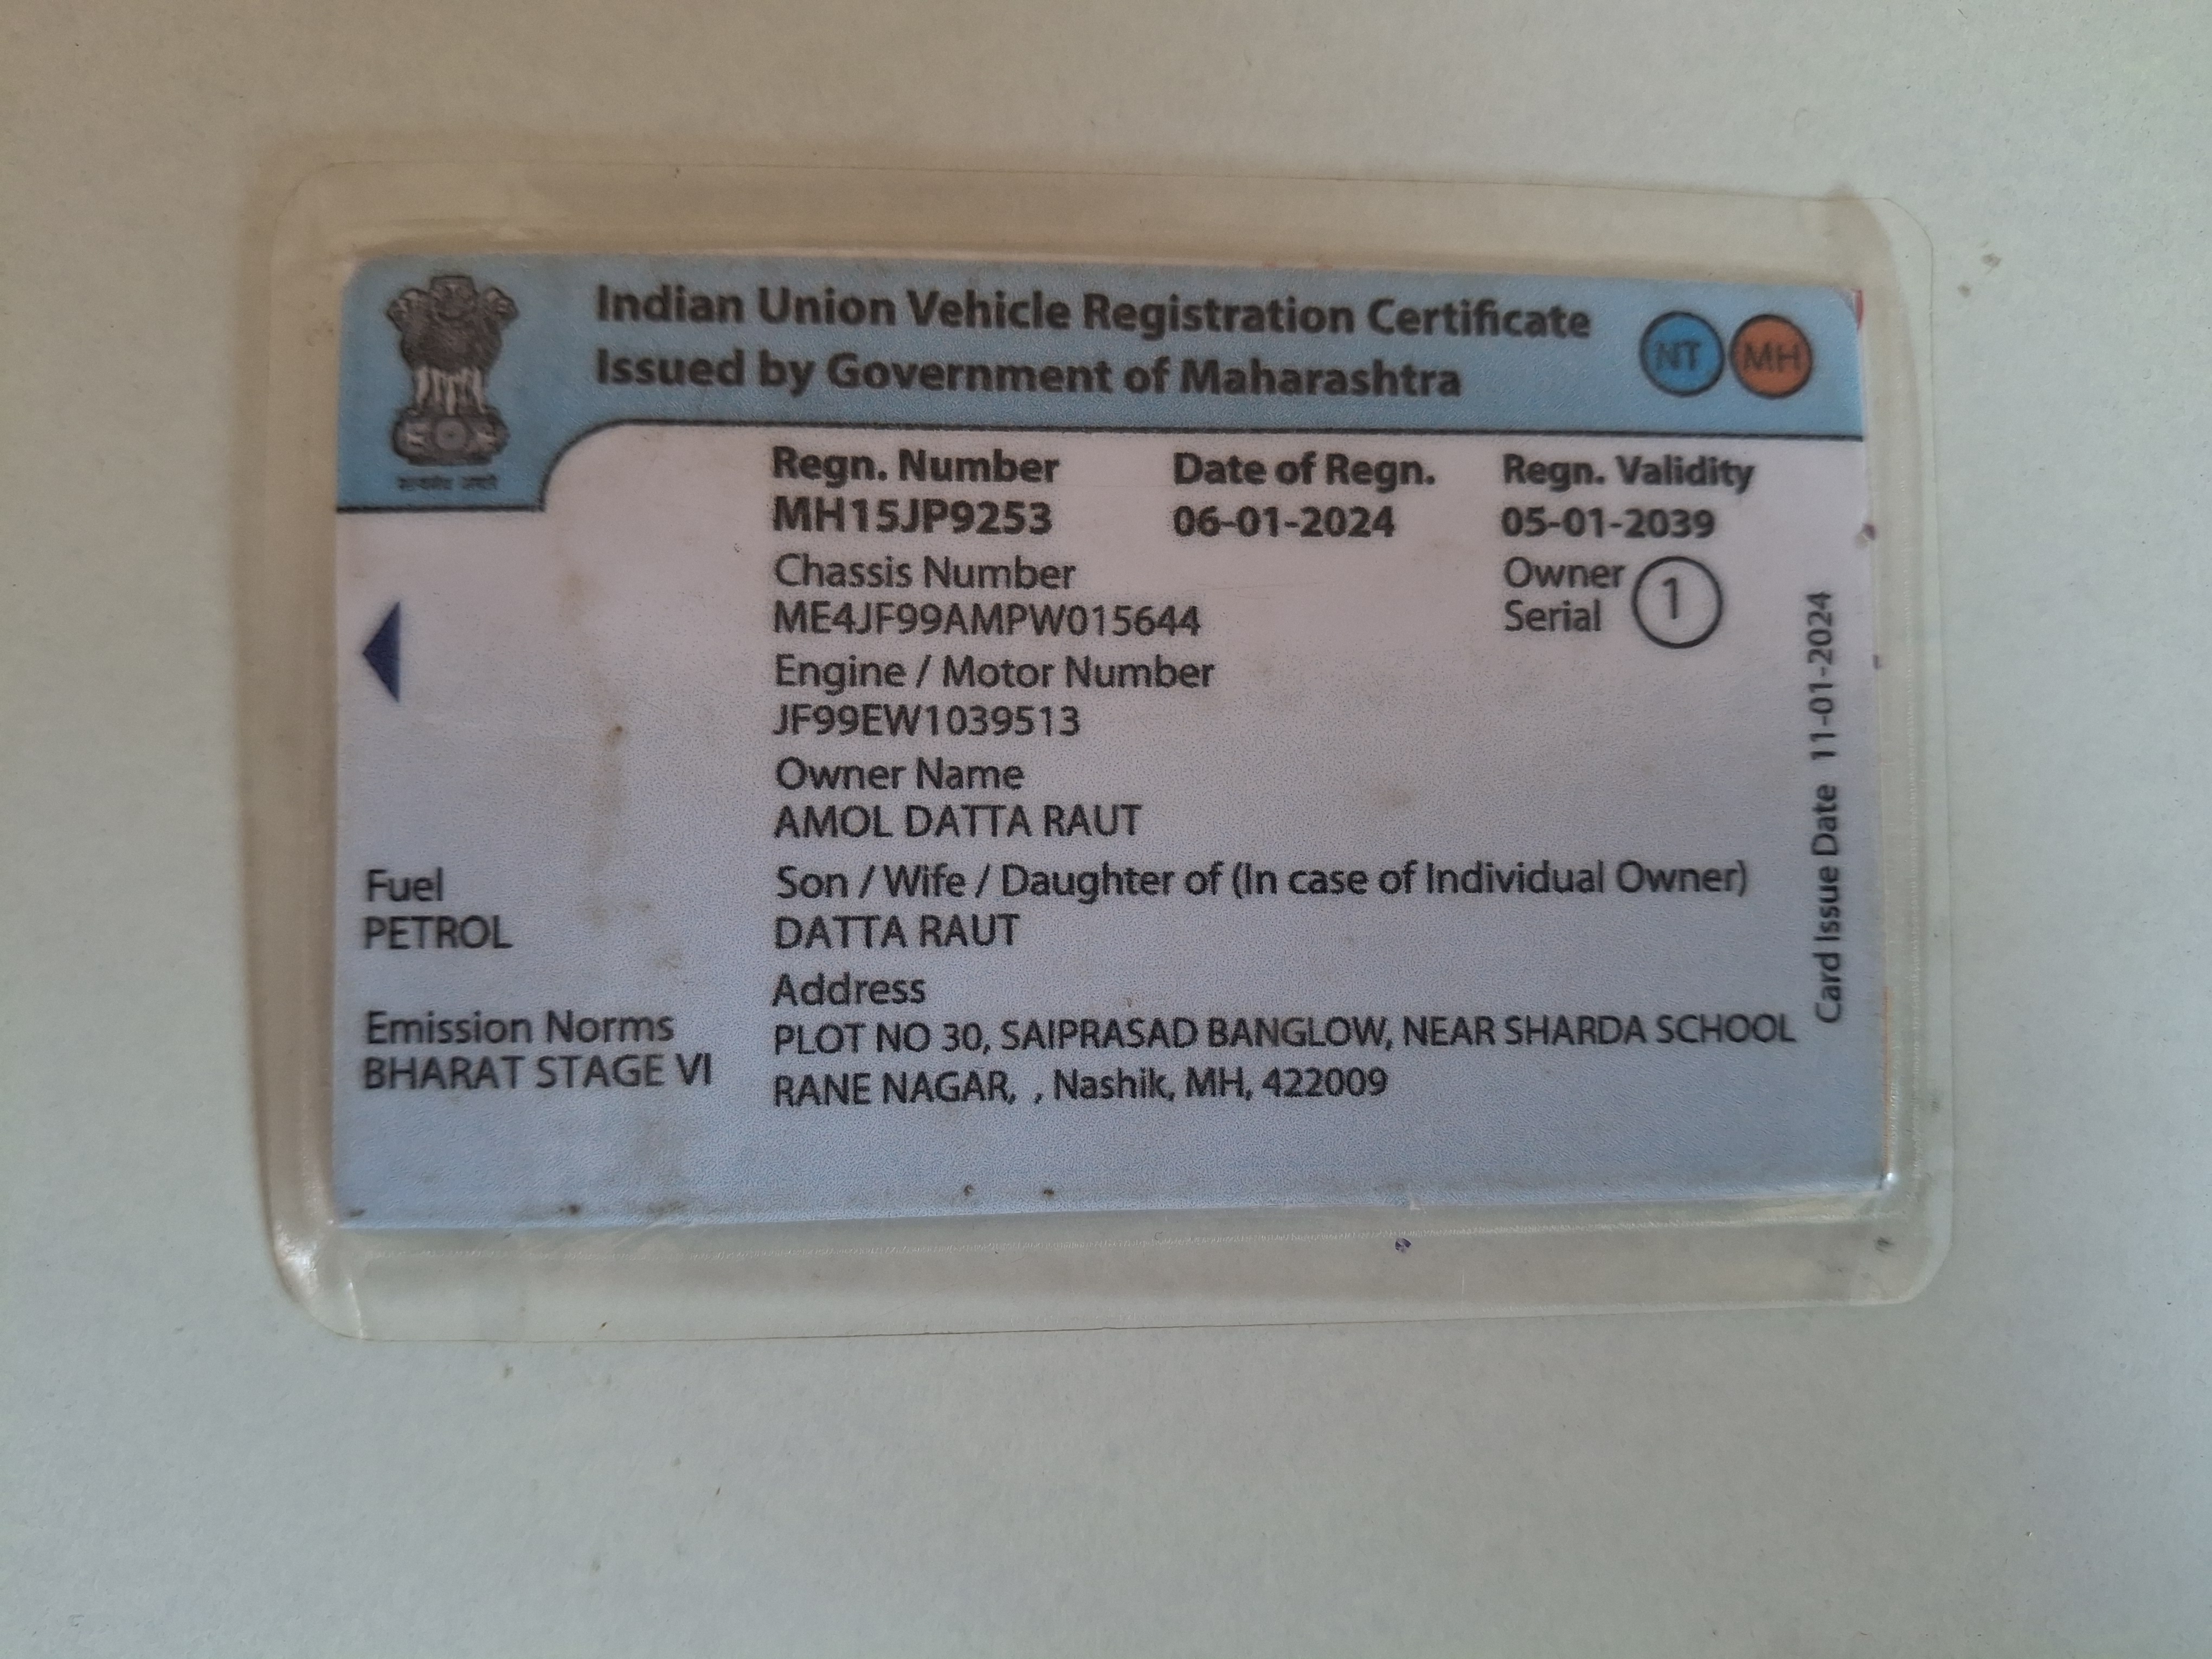 Indian Union Vehicle Registration Certificate
Issued by Government of Maharashtra
NT MH
सत्यमेव जयते
Regn. Number Date of Regn. Regn. Validity
MH15JP9253 06-01-2024 05-01-2039
Chassis Number Owner
ME4JF99AMPW015644 Serial 1
Engine / Motor Number
JF99EW1039513
Owner Name
AMOL DATTA RAUT
Fuel Son / Wife / Daughter of (In case of Individual Owner)
PETROL DATTA RAUT
Address
Emission Norms PLOT NO 30, SAIPRASAD BANGLOW, NEAR SHARDA SCHOOL
BHARAT STAGE VI RANE NAGAR, , Nashik, MH, 422009
Card Issue Date 11-01-2024